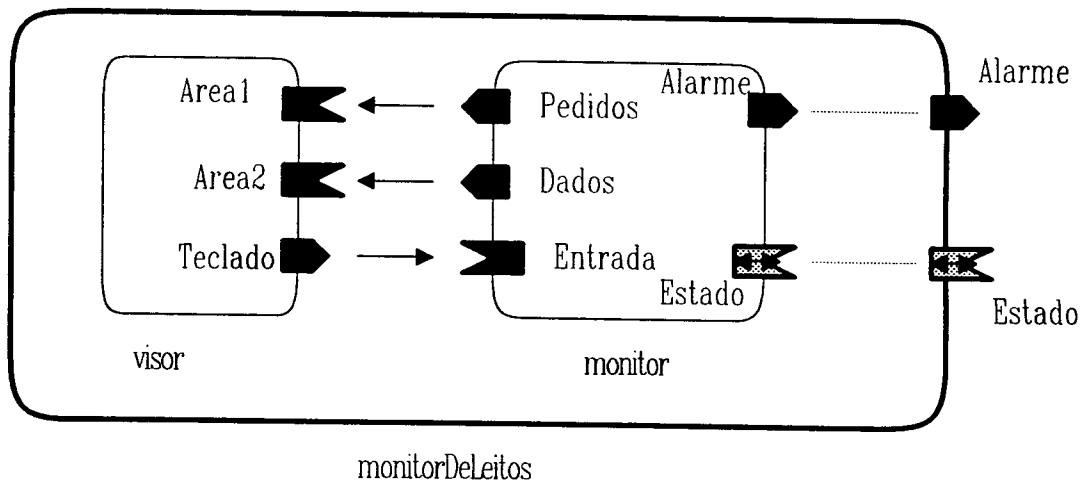 Area1
Pedidos
Alarme
Alarme
Area2
Dados
Teclado
Entrada
Estado
Estado
visor
monitor
monitorDeLeitos